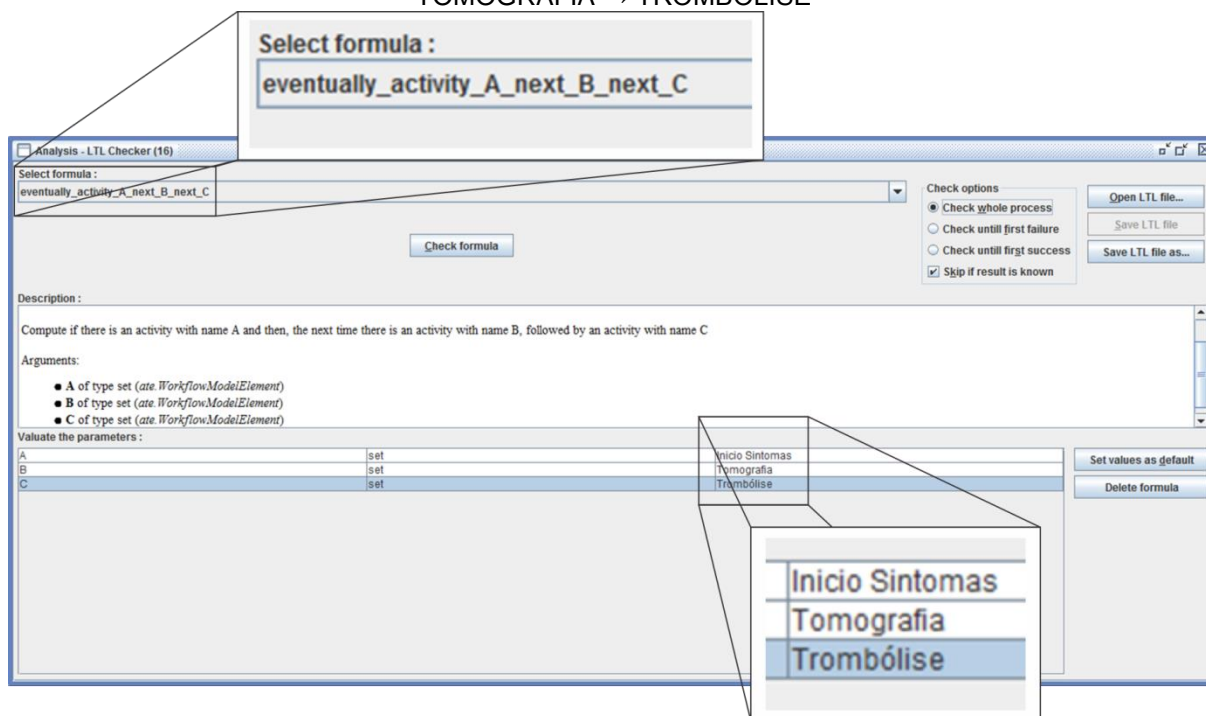 TOMOGRAFIA → TROMBÓLISE
Select formula :
eventually_activity_A_next_B_next_C
Analysis - LTL Checker (16)
Select formula :
eventually_activity_A_next_B_next_C
Check formula
Check options
Check whole process
Check untill first failure
Check untill first success
Skip if result is known
Open LTL file...
Save LTL file
Save LTL file as...
Description :
Compute if there is an activity with name A and then, the next time there is an activity with name B, followed by an activity with name C
Arguments:
● A of type set (ate.WorkflowModelElement)
● B of type set (ate.WorkflowModelElement)
● C of type set (ate.WorkflowModelElement)
Valuate the parameters :
A set Inicio Sintomas
B set Tomografia
C set Trombólise
Set values as default
Delete formula
Inicio Sintomas
Tomografia
Trombólise